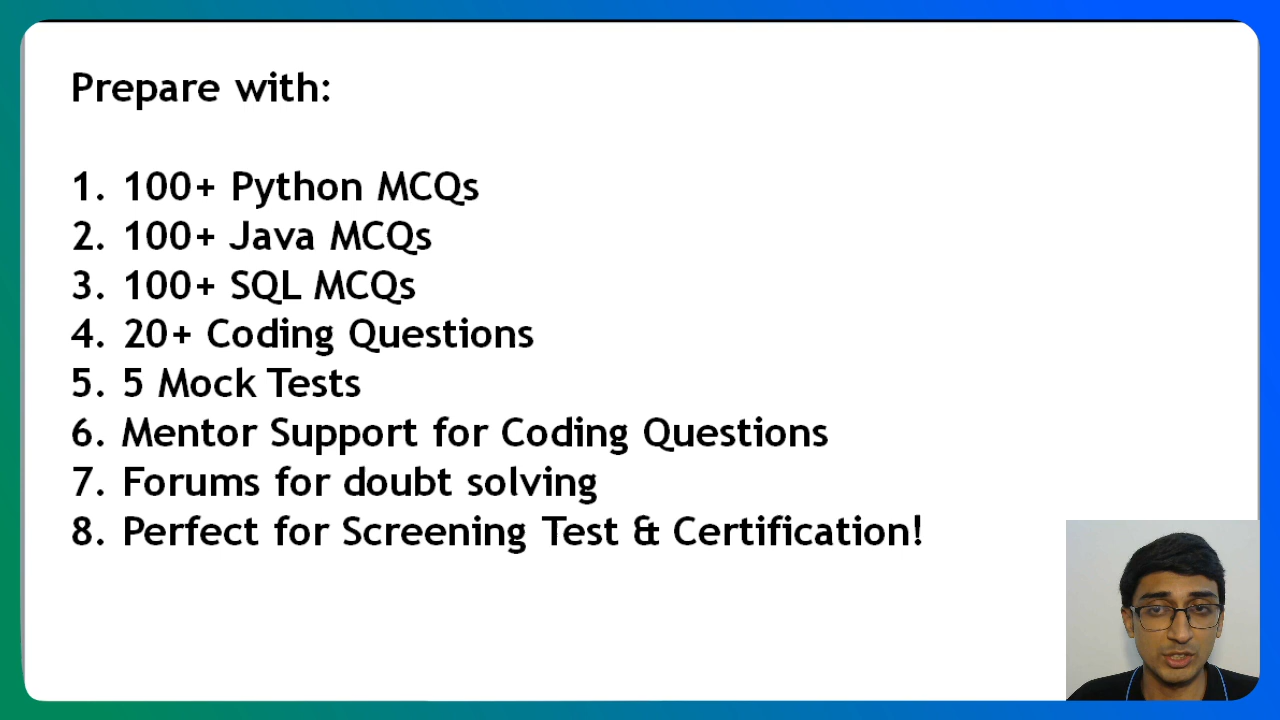 Prepare with:
1. 100+ Python MCQs
2. 100+ Java MCQs
3. 100+ SQL MCQs
4. 20+ Coding Questions
5. 5 Mock Tests
6. Mentor Support for Coding Questions
7. Forums for doubt solving
8. Perfect for Screening Test & Certification!